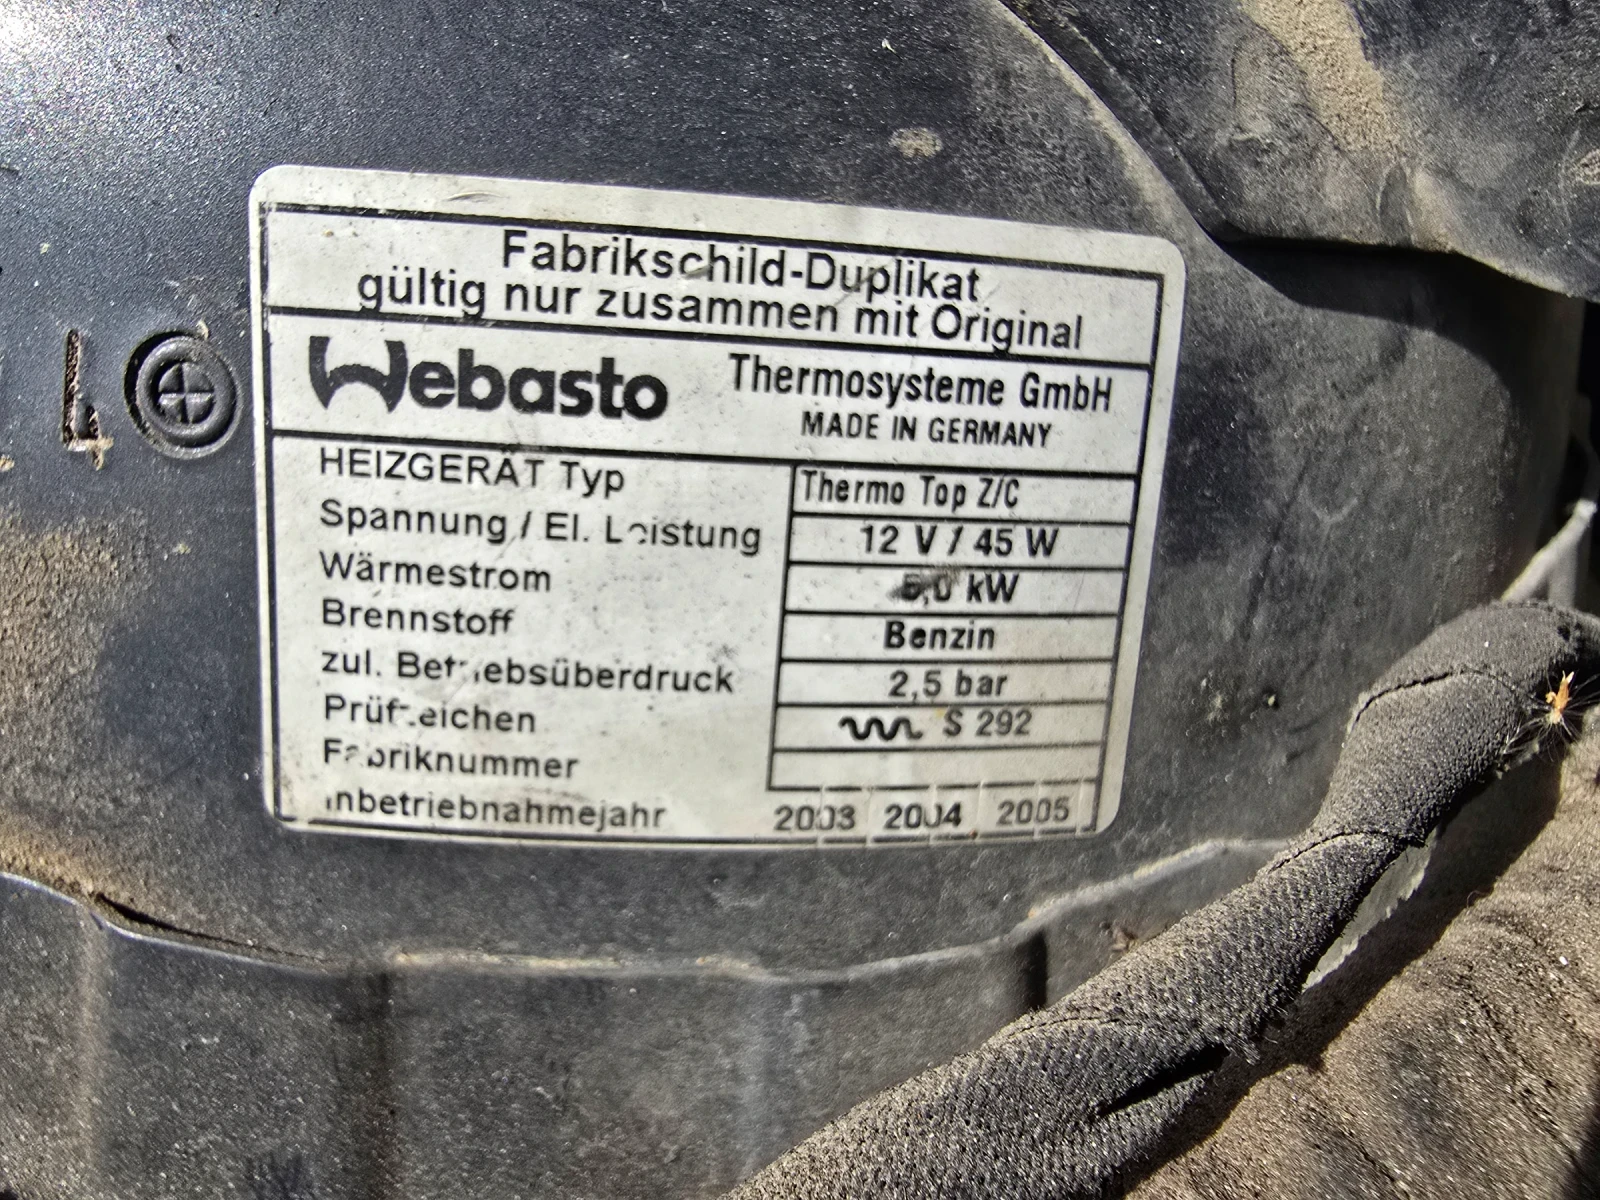 Fabrikschild-Duplikat
gültig nur zusammen mit Original
Webasto Thermosysteme GmbH
MADE IN GERMANY
HEIZGERÄT Typ Thermo Top Z/C
Spannung / El. Leistung 12 V / 45 W
Wärmestrom 5,0 kW
Brennstoff Benzin
zul. Betriebsüberdruck 2,5 bar
Prüfzeichen S 292
Fabriknummer
Inbetriebnahmejahr 2003 2004 2005